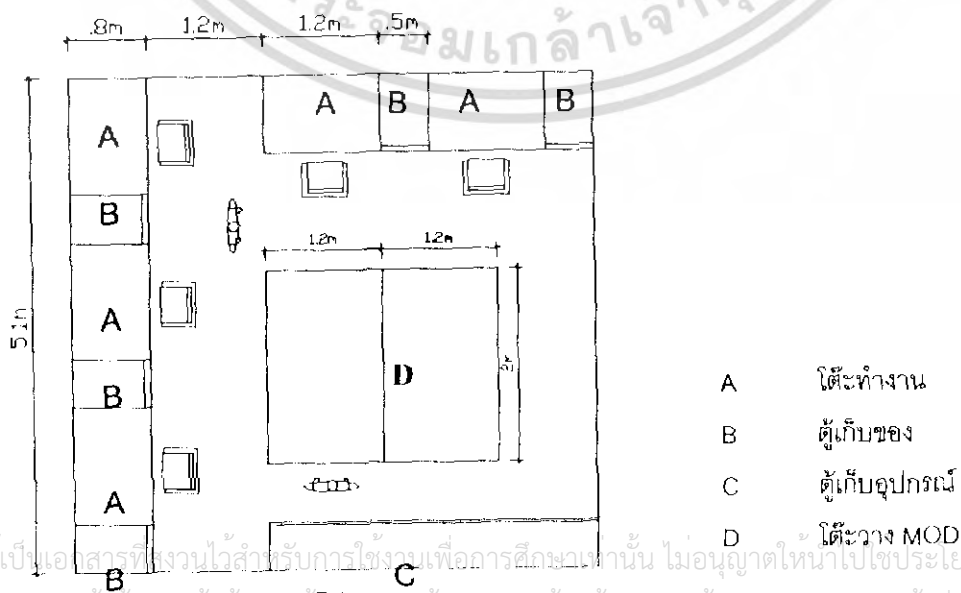 .8m 1.2m 1.2m .5m
A B A B
A
B
1.2m 1.2m
5.1m
A
D
2m
B
A
B
C
A โต๊ะทำงาน
B ตู้เก็บของ
C ตู้เก็บอุปกรณ์
D โต๊ะวาง MOD
เป็นเอกสารที่สงวนไว้สำหรับการใช้งานเพื่อการศึกษาเท่านั้น ไม่อนุญาตให้นำไปใช้ประโย